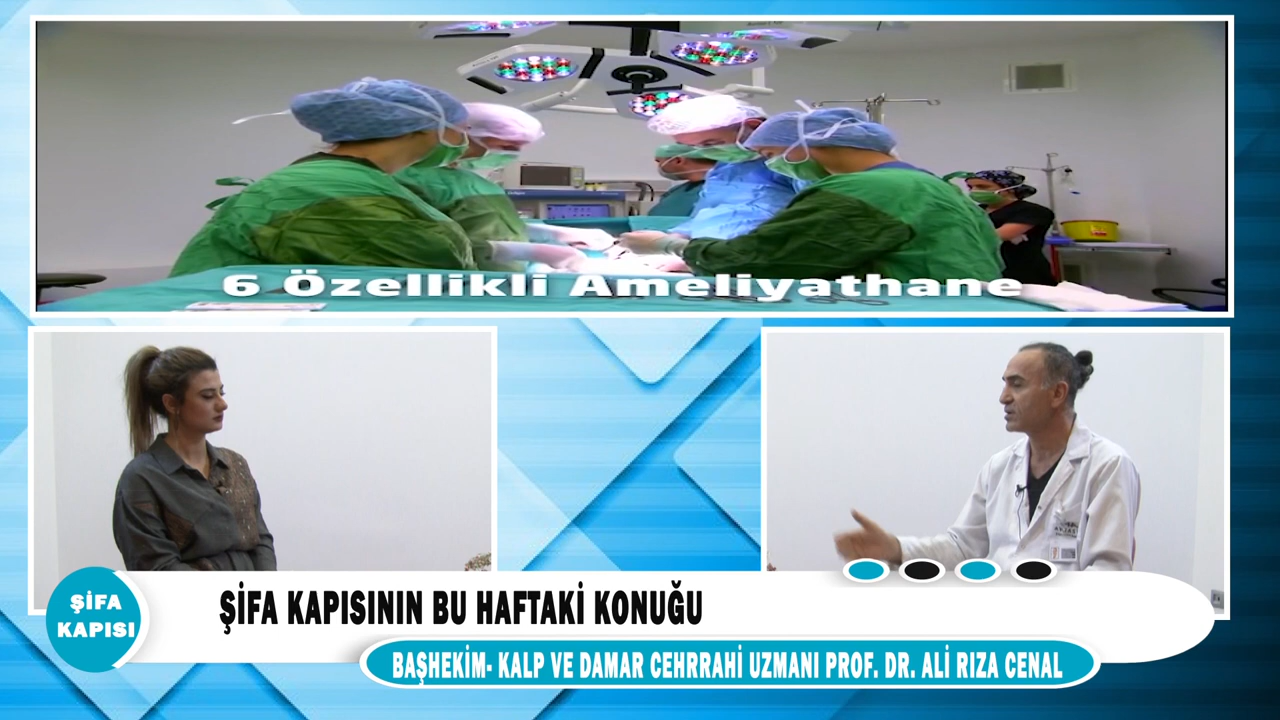 6 Özellikli Ameliyathane
ŞİFA
KAPISI
ŞİFA KAPISININ BU HAFTAKİ KONUĞU
BAŞHEKİM- KALP VE DAMAR CEHRRAHİ UZMANI PROF. DR. ALİ RIZA CENAL